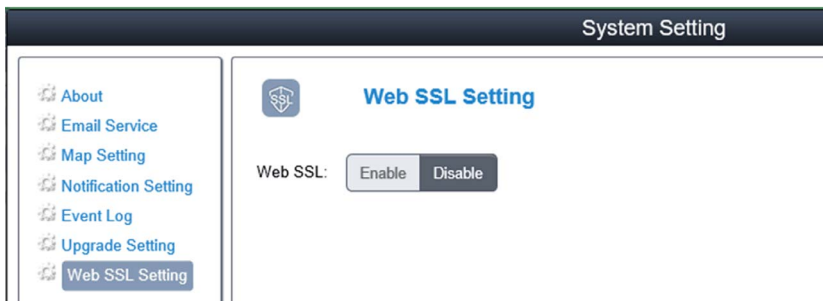 System Setting
About
Email Service
Map Setting
Notification Setting
Event Log
Upgrade Setting
Web SSL Setting
SSL
Web SSL Setting
Web SSL: Enable Disable